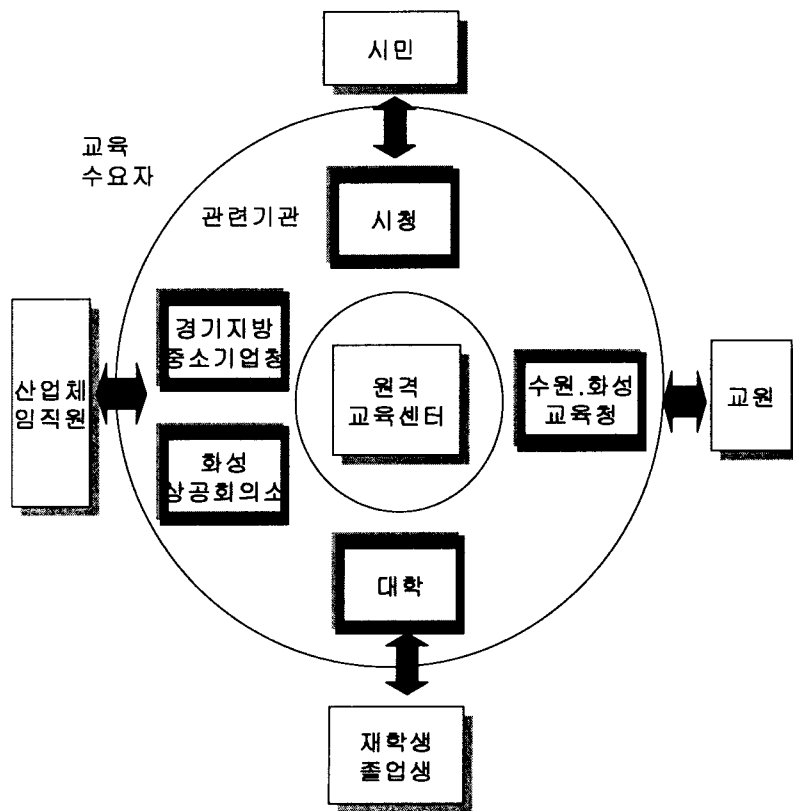 시민
교육
수요자
관련기관
시청
경기지방
중소기업청
산업체
임직원
원격
교육센터
수원.화성
교육청
교원
화성
상공회의소
대학
재학생
졸업생